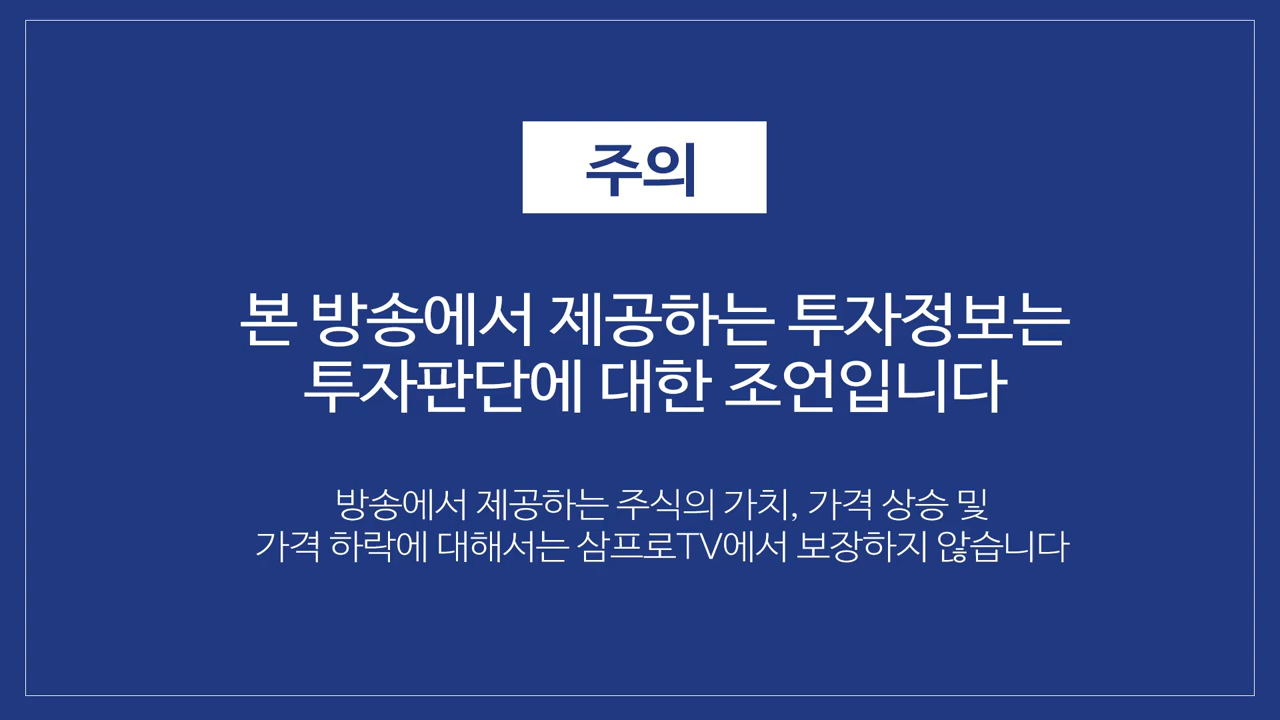 주의
본 방송에서 제공하는 투자정보는
투자판단에 대한 조언입니다
방송에서 제공하는 주식의 가치, 가격 상승 및
가격 하락에 대해서는 삼프로TV에서 보장하지 않습니다